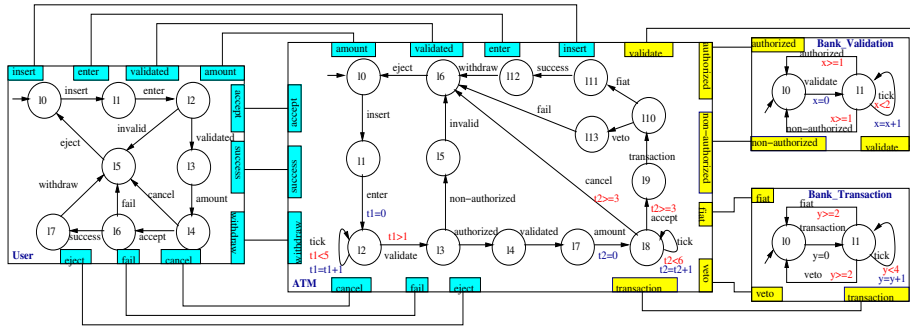 insert
enter
validated
amount
l0
insert
l1
enter
l2
invalid
validated
eject
l5
l3
withdraw
fail
cancel
amount
l7
success
l6
accept
l4
User
eject
fail
cancel
accept
success
withdraw
amount
validated
enter
insert
validate
l0
eject
l6
withdraw
l12
success
l11
fiat
insert
fail
l10
l13
veto
invalid
l1
l5
transaction
cancel
l9
enter
t1=0
non-authorized
t2>=3
t2>=3
accept
tick
t1<5
t1=t1+1
l2
t1>1
validate
l3
authorized
l4
validated
l7
amount
t2=0
l8
tick
t2<6
t2=t2+1
ATM
accept
success
withdraw
cancel
fail
eject
transaction
authorized
non-authorized
fiat
veto
authorized
Bank_Validation
authorized
x>=1
l0
validate
x=0
l1
tick
x<2
x=x+1
x>=1
non-authorized
non-authorized
validate
Bank_Transaction
fiat
fiat
y>=2
transaction
l0
y=0
l1
tick
veto
y>=2
y<4
y=y+1
veto
transaction